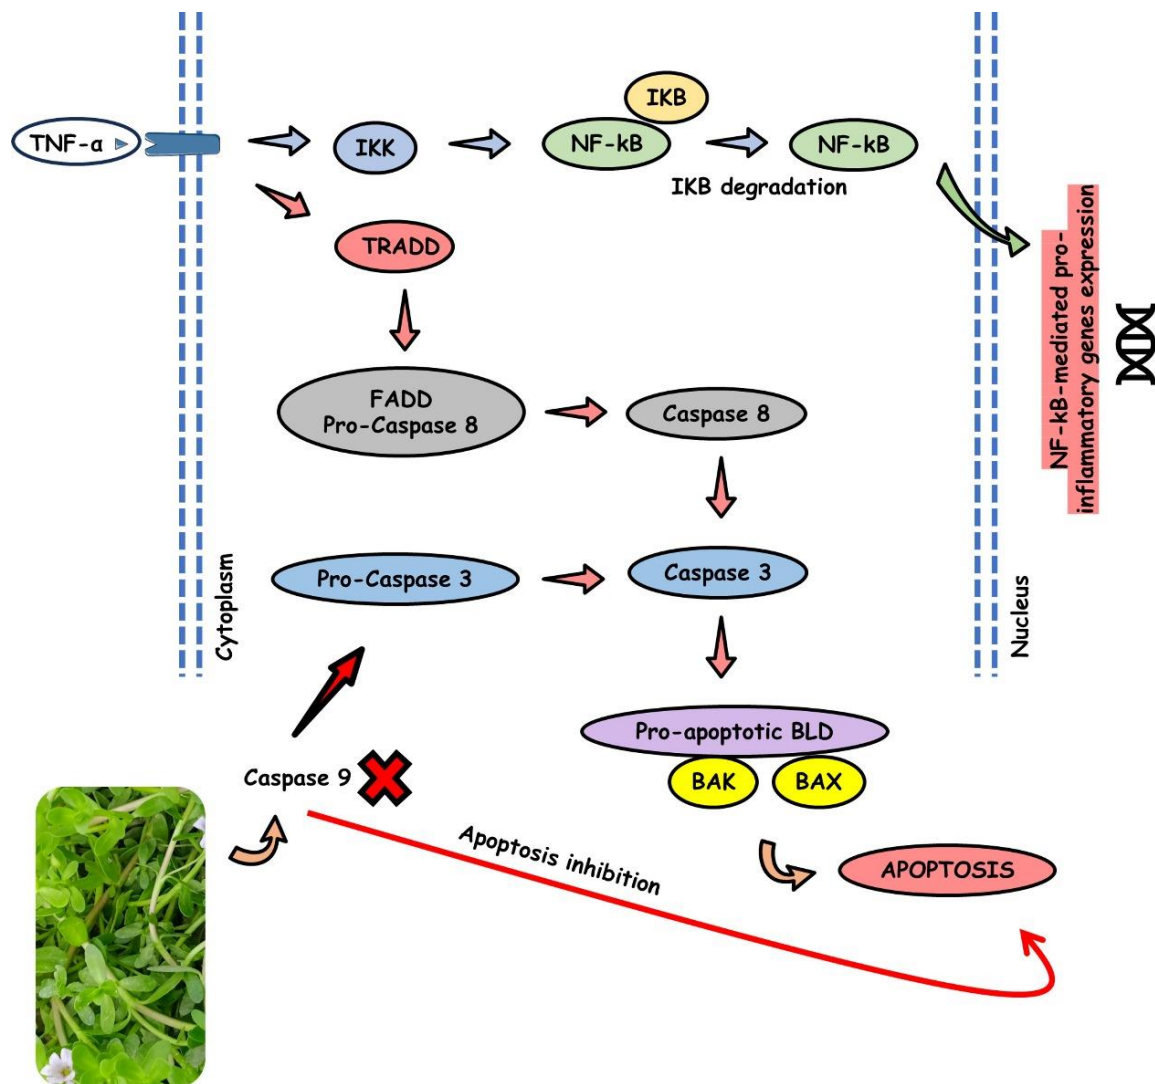 TNF-α
IKK
IKB
NF-kB
IKB degradation
NF-kB
TRADD
FADD
Pro-Caspase 8
Caspase 8
Pro-Caspase 3
Caspase 3
Cytoplasm
Nucleus
NF-kB-mediated pro-
inflammatory genes expression
Pro-apoptotic BLD
BAK
BAX
Caspase 9
Apoptosis inhibition
APOPTOSIS